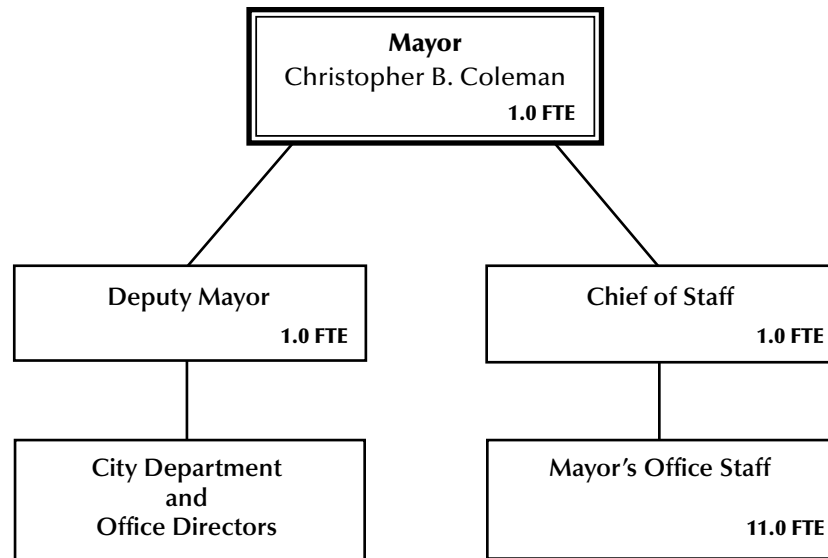 Mayor
Christopher B. Coleman
1.0 FTE
Deputy Mayor
1.0 FTE
Chief of Staff
1.0 FTE
City Department
and
Office Directors
Mayor’s Office Staff
11.0 FTE